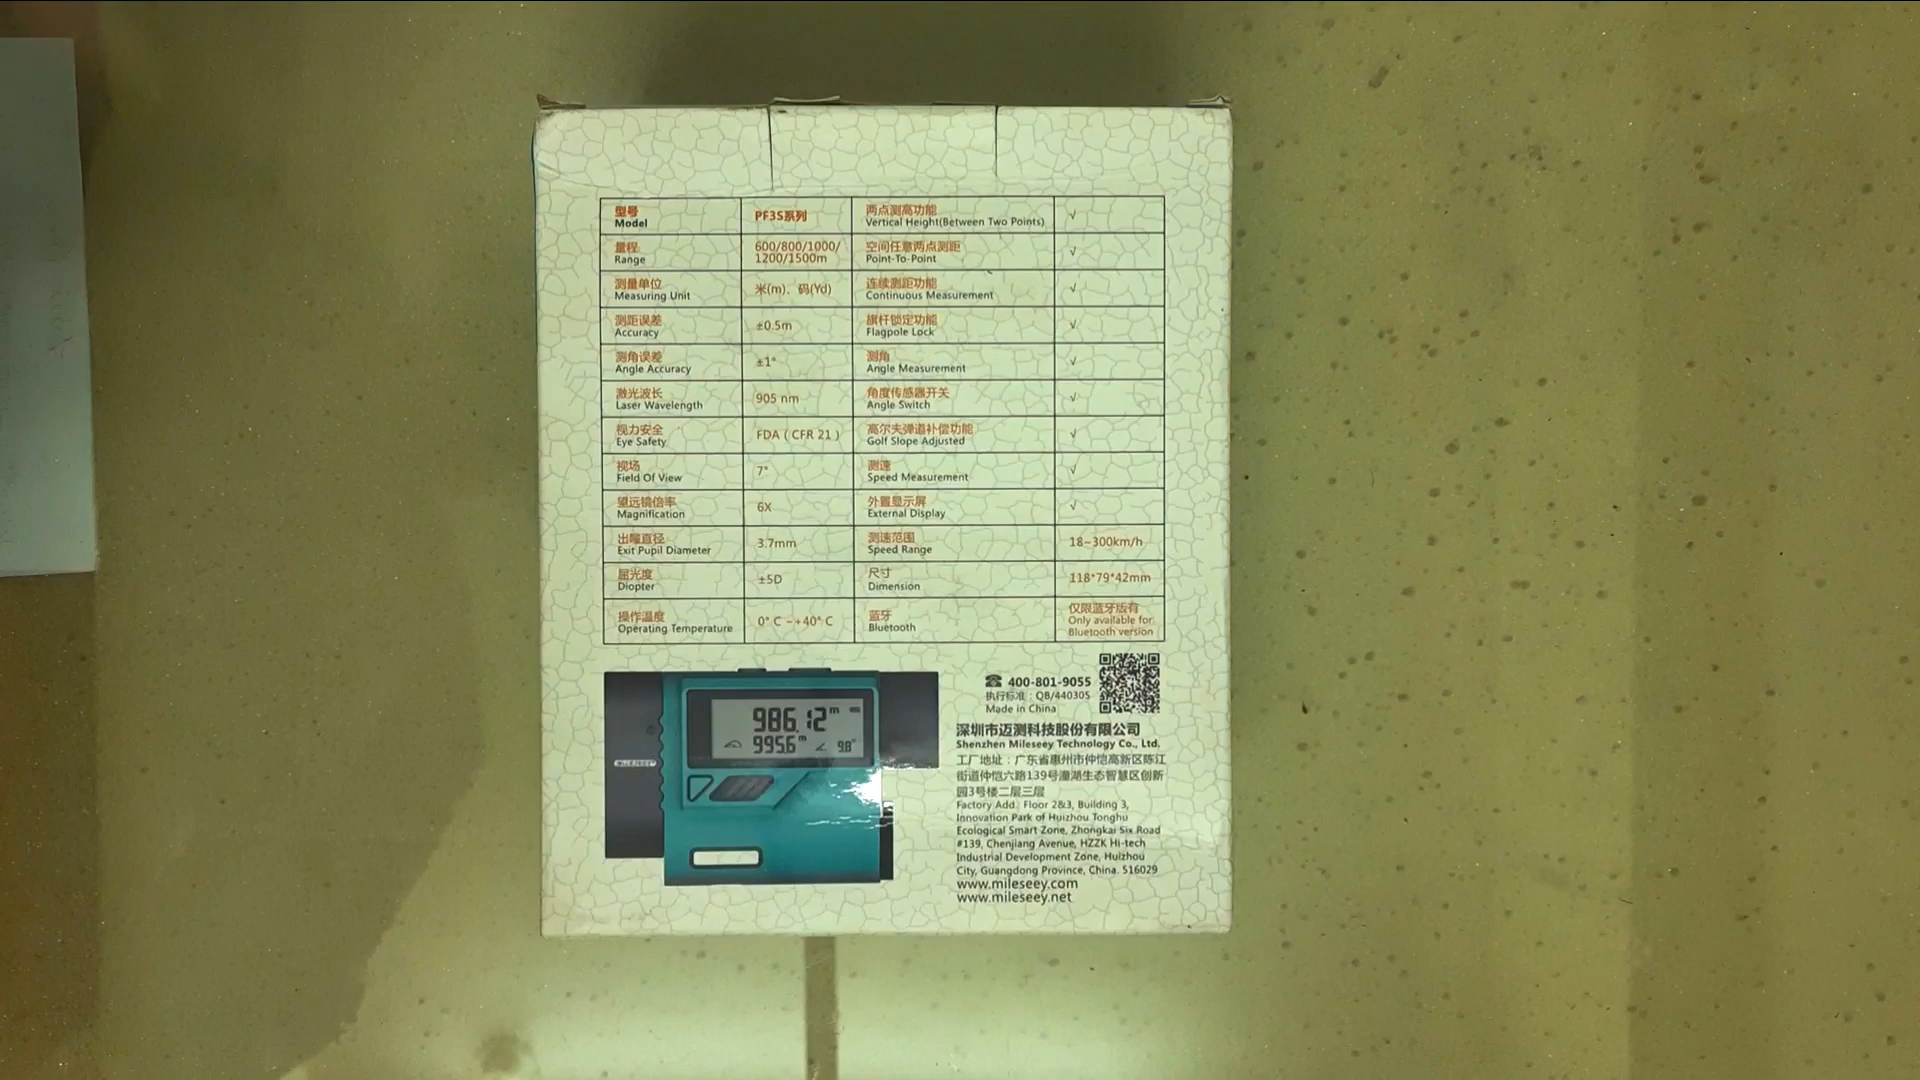 型号
Model
PF3S系列
两点测高功能
Vertical Height(Between Two Points)
√
量程
Range
600/800/1000/
1200/1500m
空间任意两点测距
Point-To-Point
√
测量单位
Measuring Unit
米(m)、码(Yd)
连续测距功能
Continuous Measurement
√
测距误差
Accuracy
±0.5m
旗杆锁定功能
Flagpole Lock
√
测角误差
Angle Accuracy
±1°
测角
Angle Measurement
√
激光波长
Laser Wavelength
905 nm
角度传感器开关
Angle Switch
√
视力安全
Eye Safety
FDA ( CFR 21 )
高尔夫弹道补偿功能
Golf Slope Adjusted
√
视场
Field Of View
7°
测速
Speed Measurement
√
望远镜倍率
Magnification
6X
外置显示屏
External Display
√
出瞳直径
Exit Pupil Diameter
3.7mm
测速范围
Speed Range
18-300km/h
屈光度
Diopter
±5D
尺寸
Dimension
118*79*42mm
操作温度
Operating Temperature
0° C -+40° C
蓝牙
Bluetooth
仅限蓝牙版有
Only available for
Bluetooth version
986.12m
995.6m 9.8°
MILESEEY
400-801-9055
执行标准：QB/440305
Made in China
深圳市迈测科技股份有限公司
Shenzhen Mileseey Technology Co., Ltd.
工厂地址：广东省惠州市仲恺高新区陈江
街道仲恺六路139号潼湖生态智慧区创新
园3号楼二层三层
Factory Add.: Floor 2&3, Building 3,
Innovation Park of Huizhou Tonghu
Ecological Smart Zone, Zhongkai Six Road
#139, Chenjiang Avenue, HZZK Hi-tech
Industrial Development Zone, Huizhou
City, Guangdong Province, China. 516029
www.mileseey.com
www.mileseey.net